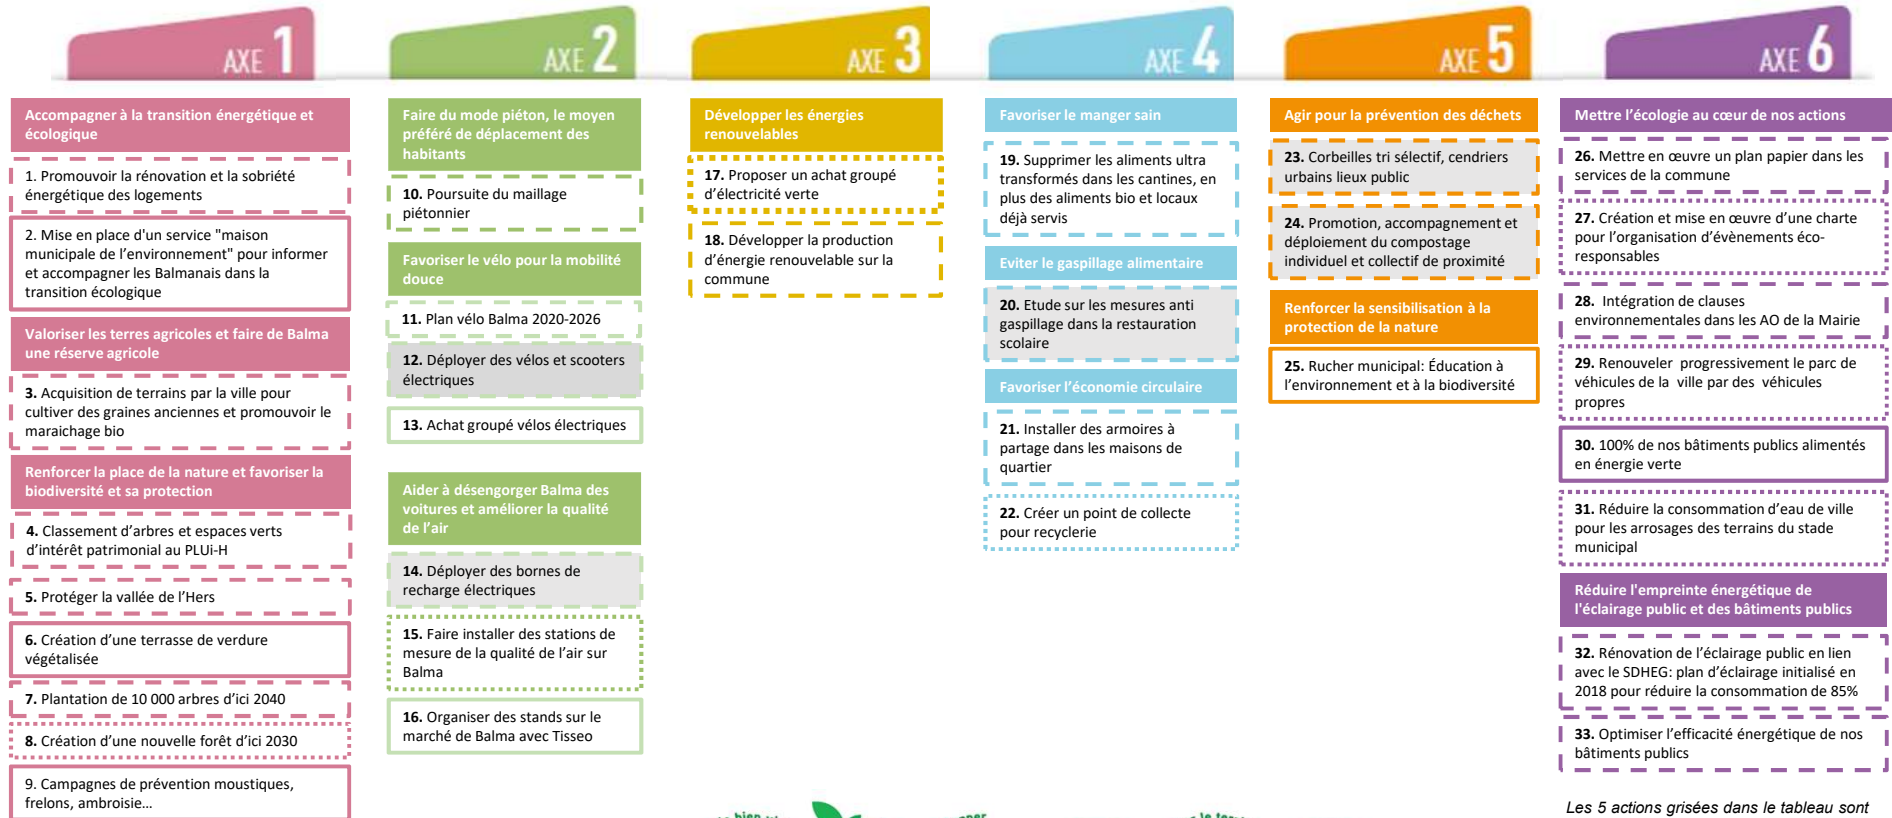 AXE 1
Accompagner à la transition énergétique et
écologique
1. Promouvoir la rénovation et la sobriété
énergétique des logements
2. Mise en place d'un service "maison
municipale de l'environnement" pour informer
et accompagner les Balmanais dans la
transition écologique
Valoriser les terres agricoles et faire de Balma
une réserve agricole
3. Acquisition de terrains par la ville pour
cultiver des graines anciennes et promouvoir le
maraichage bio
Renforcer la place de la nature et favoriser la
biodiversité et sa protection
4. Classement d'arbres et espaces verts
d'intérêt patrimonial au PLUi-H
5. Protéger la vallée de l'Hers
6. Création d'une terrasse de verdure
végétalisée
7. Plantation de 10 000 arbres d'ici 2040
8. Création d'une nouvelle forêt d'ici 2030
9. Campagnes de prévention moustiques,
frelons, ambroisie…
AXE 2
Faire du mode piéton, le moyen
préféré de déplacement des
habitants
10. Poursuite du maillage
piétonnier
Favoriser le vélo pour la mobilité
douce
11. Plan vélo Balma 2020-2026
12. Déployer des vélos et scooters
électriques
13. Achat groupé vélos électriques
Aider à désengorger Balma des
voitures et améliorer la qualité
de l'air
14. Déployer des bornes de
recharge électriques
15. Faire installer des stations de
mesure de la qualité de l'air sur
Balma
16. Organiser des stands sur le
marché de Balma avec Tisseo
AXE 3
Développer les énergies
renouvelables
17. Proposer un achat groupé
d'électricité verte
18. Développer la production
d'énergie renouvelable sur la
commune
AXE 4
Favoriser le manger sain
19. Supprimer les aliments ultra
transformés dans les cantines, en
plus des aliments bio et locaux
déjà servis
Eviter le gaspillage alimentaire
20. Etude sur les mesures anti
gaspillage dans la restauration
scolaire
Favoriser l'économie circulaire
21. Installer des armoires à
partage dans les maisons de
quartier
22. Créer un point de collecte
pour recyclerie
AXE 5
Agir pour la prévention des déchets
23. Corbeilles tri sélectif, cendriers
urbains lieux public
24. Promotion, accompagnement et
déploiement du compostage
individuel et collectif de proximité
Renforcer la sensibilisation à la
protection de la nature
25. Rucher municipal: Éducation à
l'environnement et à la biodiversité
AXE 6
Mettre l'écologie au cœur de nos actions
26. Mettre en œuvre un plan papier dans les
services de la commune
27. Création et mise en œuvre d'une charte
pour l'organisation d'évènements éco-
responsables
28. Intégration de clauses
environnementales dans les AO de la Mairie
29. Renouveler progressivement le parc de
véhicules de la ville par des véhicules
propres
30. 100% de nos bâtiments publics alimentés
en énergie verte
31. Réduire la consommation d'eau de ville
pour les arrosages des terrains du stade
municipal
Réduire l'empreinte énergétique de
l'éclairage public et des bâtiments publics
32. Rénovation de l'éclairage public en lien
avec le SDHEG: plan d'éclairage initialisé en
2018 pour réduire la consommation de 85%
33. Optimiser l'efficacité énergétique de nos
bâtiments publics
Les 5 actions grisées dans le tableau sont